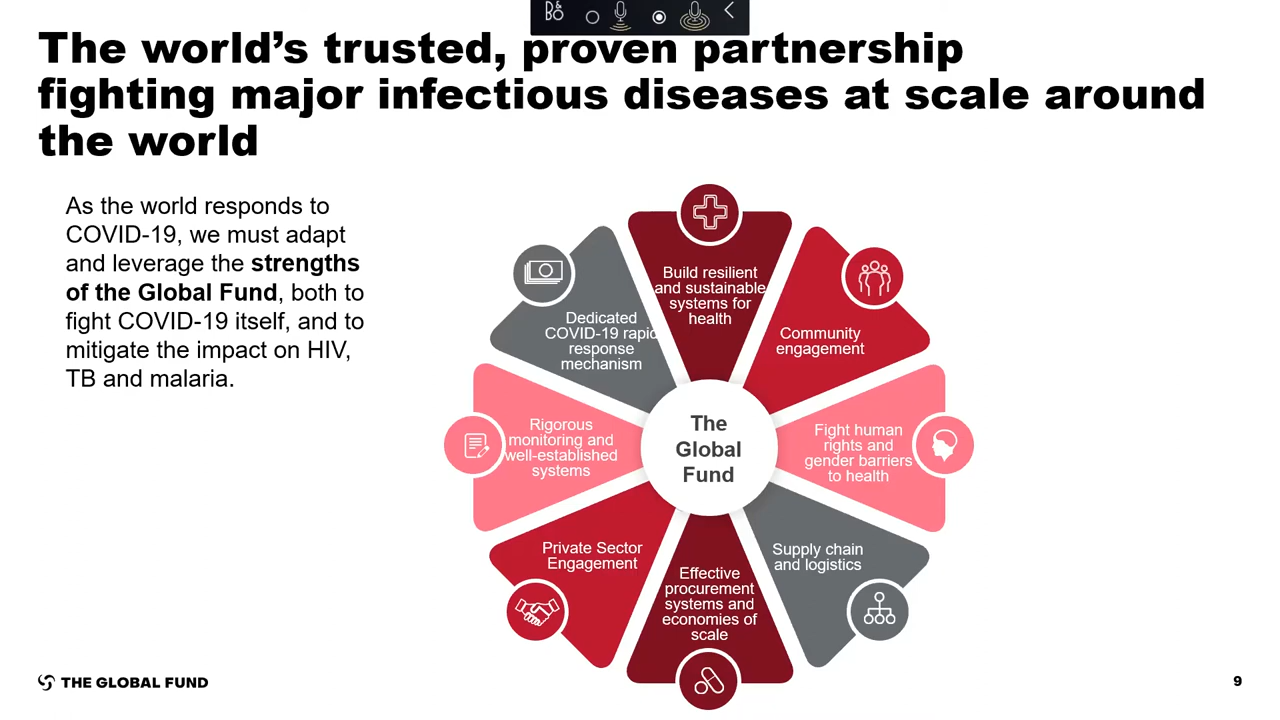 B&O
The world’s trusted, proven partnership
fighting major infectious diseases at scale around
the world
As the world responds to
COVID-19, we must adapt
and leverage the strengths
of the Global Fund, both to
fight COVID-19 itself, and to
mitigate the impact on HIV,
TB and malaria.
Build resilient
and sustainable
systems for
health
Community
engagement
Fight human
rights and
gender barriers
to health
Supply chain
and logistics
Effective
procurement
systems and
economies of
scale
Private Sector
Engagement
Rigorous
monitoring and
well-established
systems
Dedicated
COVID-19 rapid
response
mechanism
The
Global
Fund
THE GLOBAL FUND
9